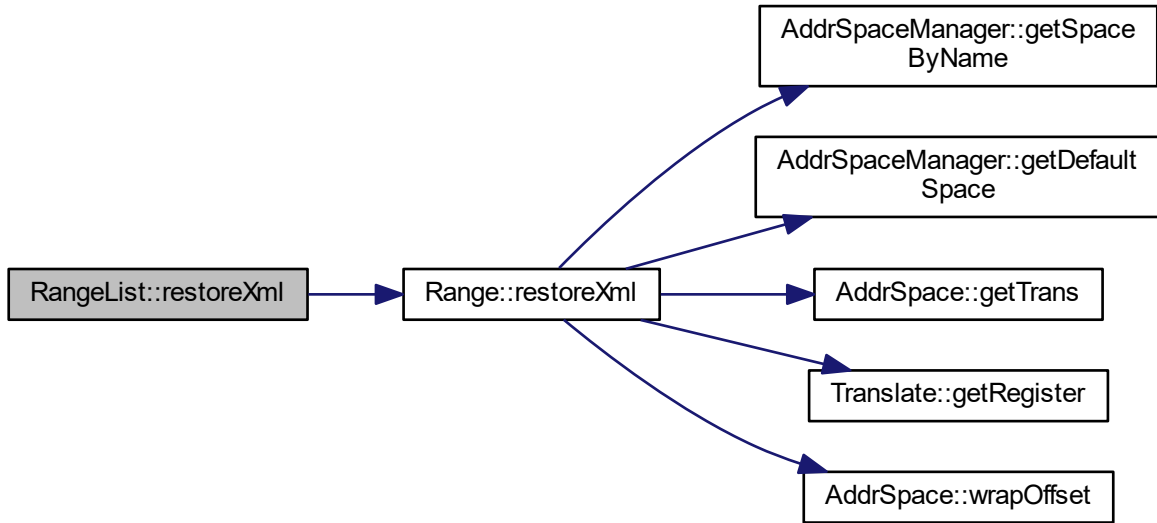 AddrSpaceManager::getSpace
ByName
AddrSpaceManager::getDefault
Space
RangeList::restoreXml
Range::restoreXml
AddrSpace::getTrans
Translate::getRegister
AddrSpace::wrapOffset